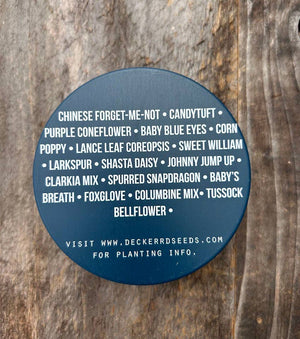 CHINESE FORGET-ME-NOT • CANDYTUFT •
PURPLE CONEFLOWER • BABY BLUE EYES • CORN
POPPY • LANCE LEAF COREOPSIS • SWEET WILLIAM
• LARKSPUR • SHASTA DAISY • JOHNNY JUMP UP •
CLARKIA MIX • SPURRED SNAPDRAGON • BABY'S
BREATH • FOXGLOVE • COLUMBINE MIX• TUSSOCK
BELLFLOWER •
VISIT WWW.DECKERRDSEEDS.COM
FOR PLANTING INFO.